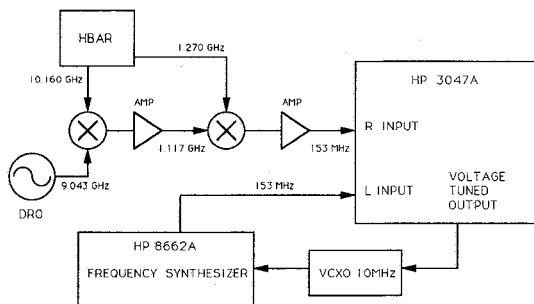 HBAR
1.270 GHz
10.160 GHz
AMP
AMP
HP 3047A
1.117 GHz
153 MHz
R INPUT
9.043 GHz
DRO
153 MHz
L INPUT
VOLTAGE
TUNED
OUTPUT
HP 8662A
FREQUENCY SYNTHESIZER
VCXO 10MHz